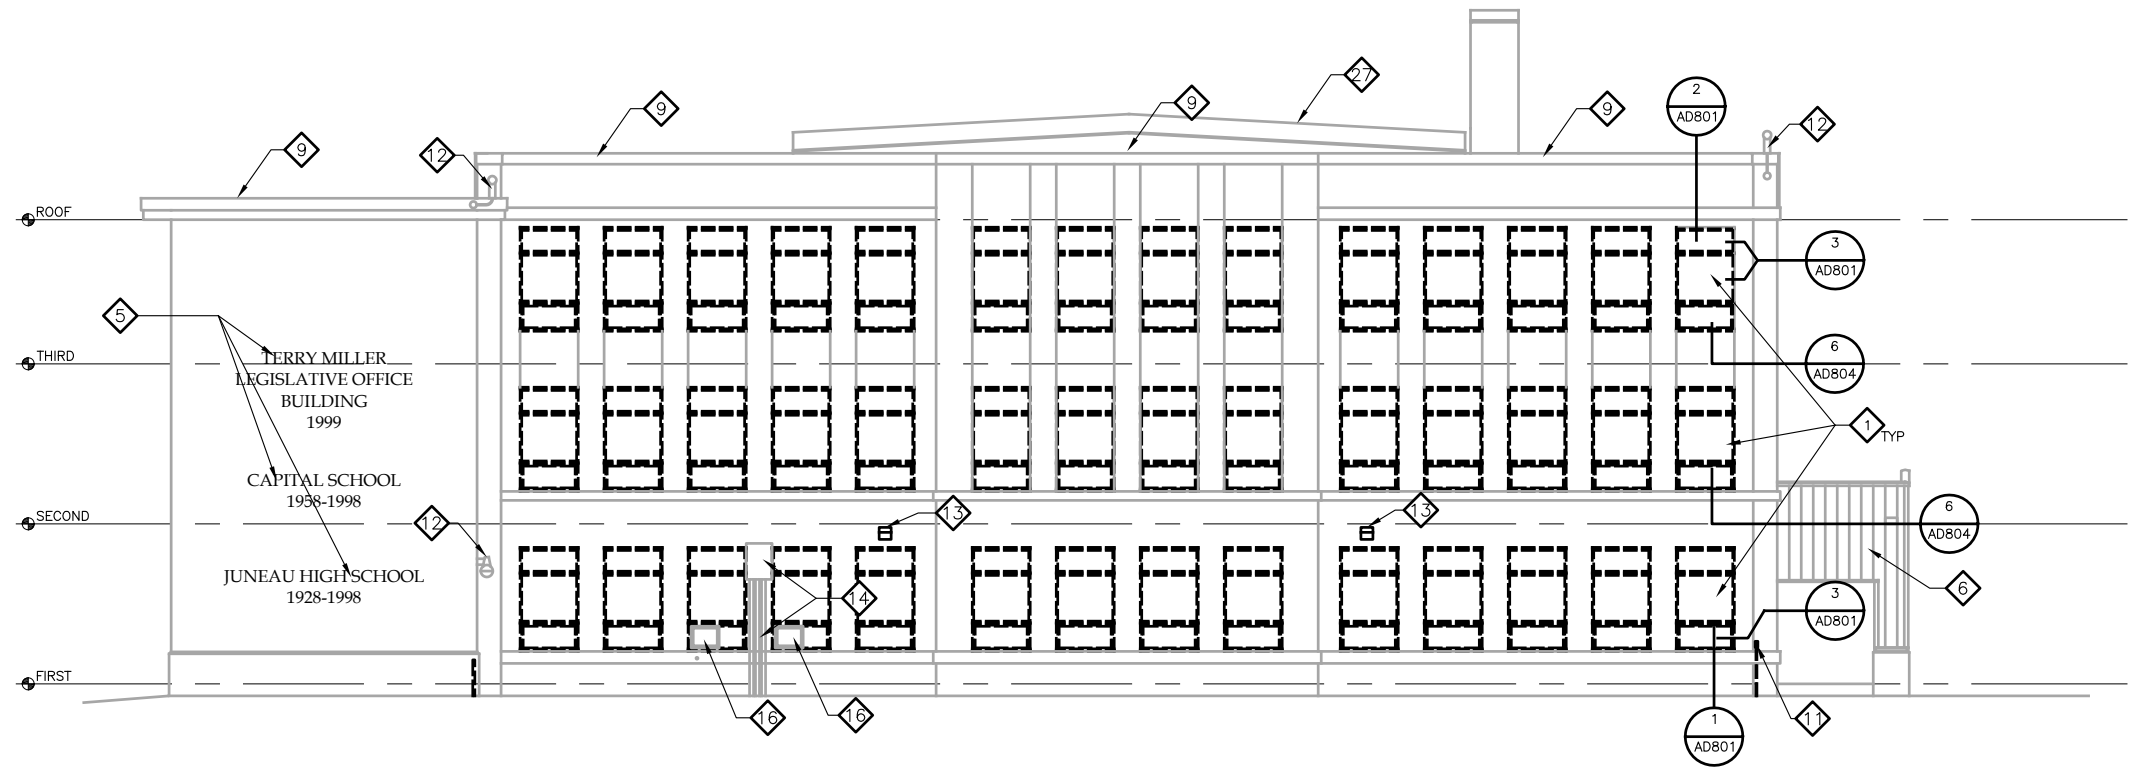 27
9
9
9
2
AD801
12
9
12
ROOF
3
AD801
5
THIRD
TERRY MILLER
LEGISLATIVE OFFICE
BUILDING
1999
6
AD804
1
TYP
CAPITAL SCHOOL
1958-1998
SECOND
12
13
13
6
AD804
JUNEAU HIGH SCHOOL
1928-1998
14
6
3
AD801
FIRST
16
16
11
1
AD801